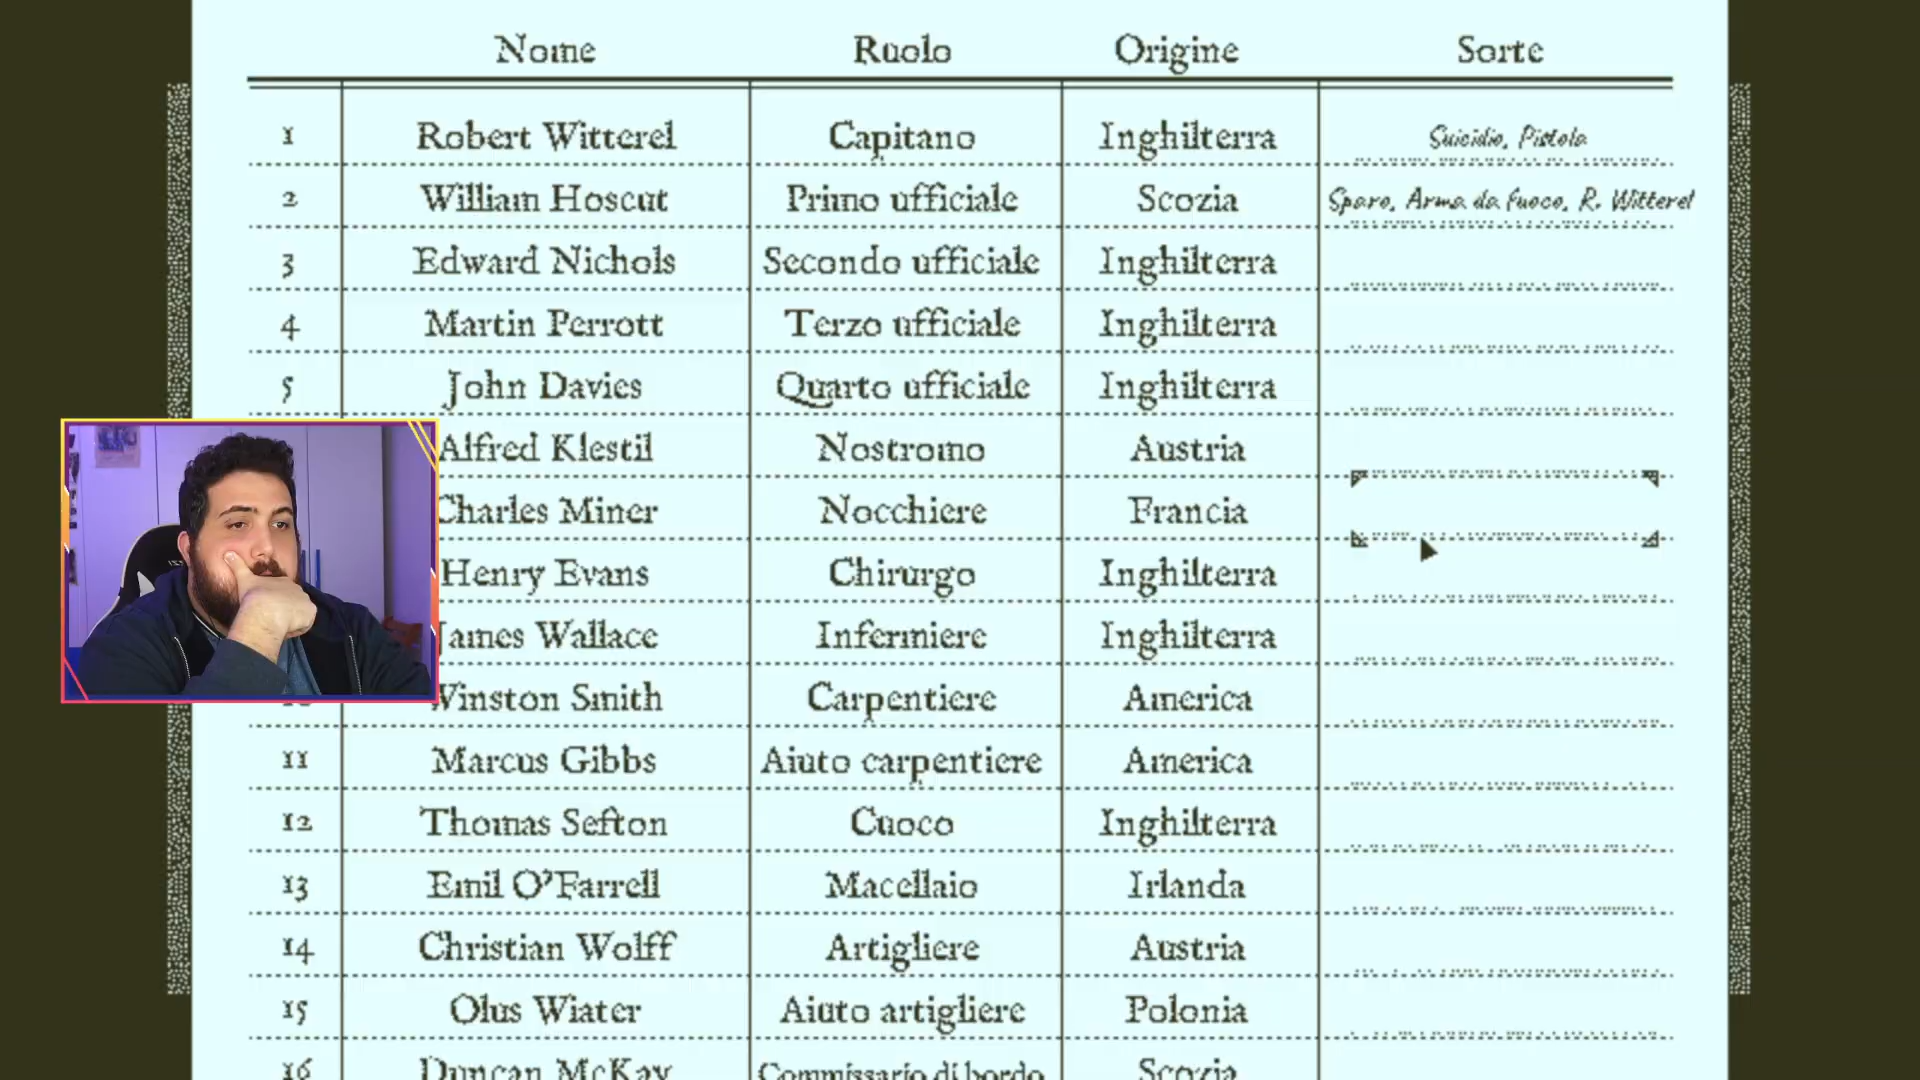 Nome Ruolo Origine Sorte
1 Robert Witterel Capitano Inghilterra Suicidio, Pistola
2 William Hoscut Primo ufficiale Scozia Sparo, Arma da fuoco, R. Witterel
3 Edward Nichols Secondo ufficiale Inghilterra
4 Martin Perrott Terzo ufficiale Inghilterra
5 John Davies Quarto ufficiale Inghilterra
Alfred Klestil Nostromo Austria
Charles Miner Nocchiere Francia
Henry Evans Chirurgo Inghilterra
James Wallace Infermiere Inghilterra
Winston Smith Carpentiere America
11 Marcus Gibbs Aiuto carpentiere America
12 Thomas Sefton Cuoco Inghilterra
13 Emil O'Farrell Macellaio Irlanda
14 Christian Wolff Artigliere Austria
15 Olus Wiater Aiuto artigliere Polonia
16 Duncan McKay Commissario di bordo Scozia